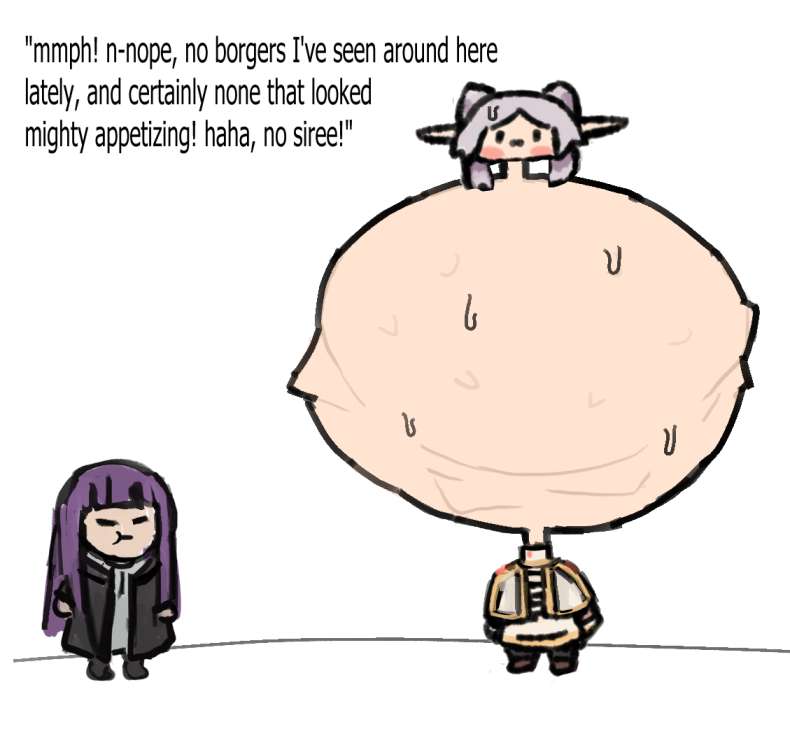 "mmph! n-nope, no borgers I've seen around here
lately, and certainly none that looked
mighty appetizing! haha, no siree!"